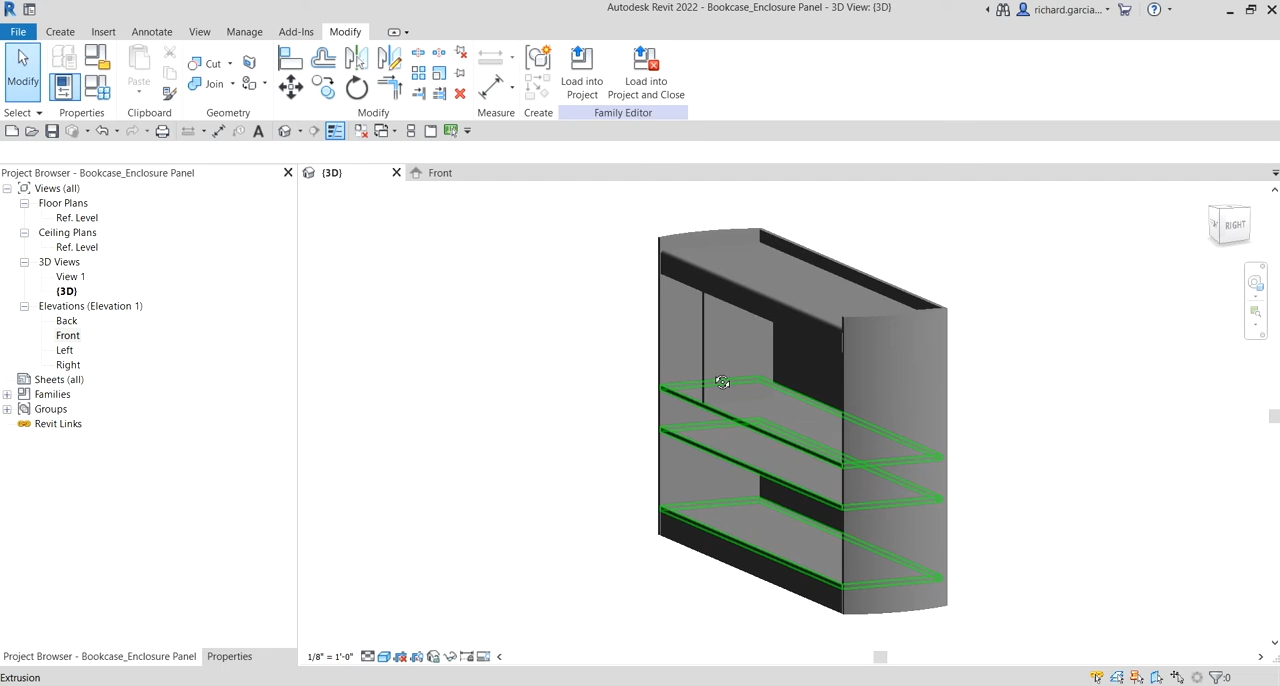 Autodesk Revit 2022 - Bookcase_Enclosure Panel - 3D View: {3D}
richard.garcia...
File Create Insert Annotate View Manage Add-Ins Modify
Modify Paste Cut Join Load into Project Load into Project and Close
Select Properties Clipboard Geometry Modify Measure Create Family Editor
Project Browser - Bookcase_Enclosure Panel {3D} Front
Views (all)
Floor Plans
Ref. Level
Ceiling Plans
Ref. Level
3D Views
View 1
{3D}
Elevations (Elevation 1)
Back
Front
Left
Right
Sheets (all)
Families
Groups
Revit Links
RIGHT
Project Browser - Bookcase_Enclosure Panel Properties 1/8" = 1'-0"
Extrusion :0